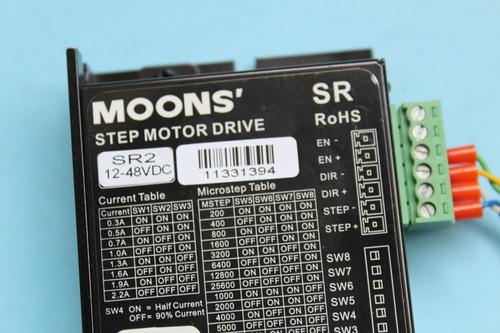 MOONS'
STEP MOTOR DRIVE
SR
RoHS
SR2
12-48VDC
11331394
EN -
EN +
DIR -
DIR +
STEP -
STEP +
Current Table
Current SW1 SW2 SW3
0.3A ON ON ON
0.5A OFF ON ON
0.7A ON OFF ON
1.0A OFF OFF ON
1.3A ON ON OFF
1.6A OFF ON OFF
1.9A ON OFF OFF
2.2A OFF OFF OFF
SW4 ON = Half Current
OFF = 90% Current
Microstep Table
MSTEP SW5 SW6 SW7 SW8
200 ON ON ON ON
400 OFF ON ON ON
800 ON OFF ON ON
1600 OFF OFF ON ON
3200 ON ON OFF ON
6400 OFF ON OFF ON
12800 ON OFF OFF ON
25600 OFF OFF OFF ON
1000 ON ON ON OFF
2000 OFF ON ON OFF
4000 ON OFF ON OFF
5000
SW8
SW7
SW6
SW5
SW4
SW3